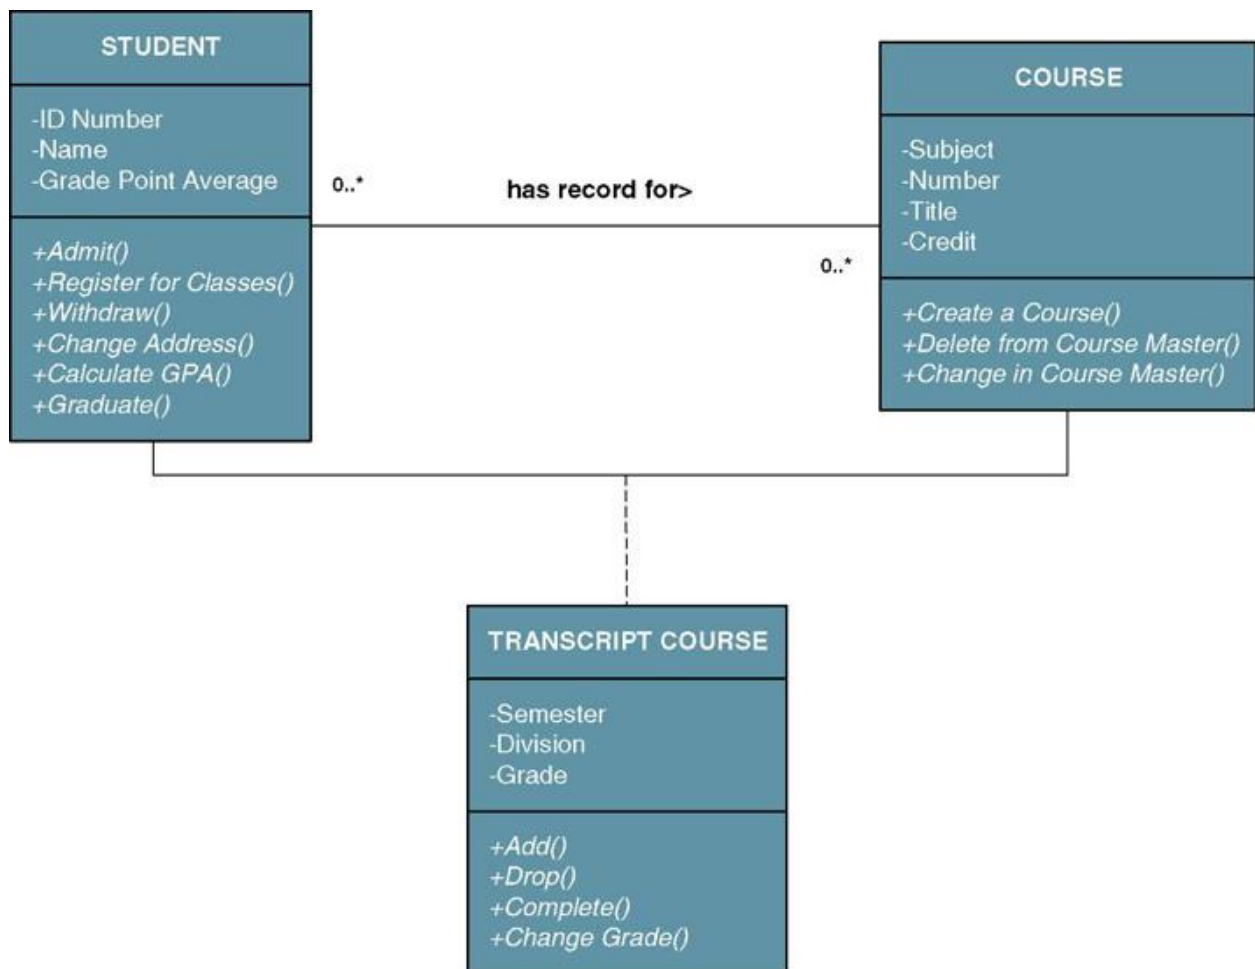 STUDENT
-ID Number
-Name
-Grade Point Average
+Admit()
+Register for Classes()
+Withdraw()
+Change Address()
+Calculate GPA()
+Graduate()
0..*
has record for>
0..*
COURSE
-Subject
-Number
-Title
-Credit
+Create a Course()
+Delete from Course Master()
+Change in Course Master()
TRANSCRIPT COURSE
-Semester
-Division
-Grade
+Add()
+Drop()
+Complete()
+Change Grade()